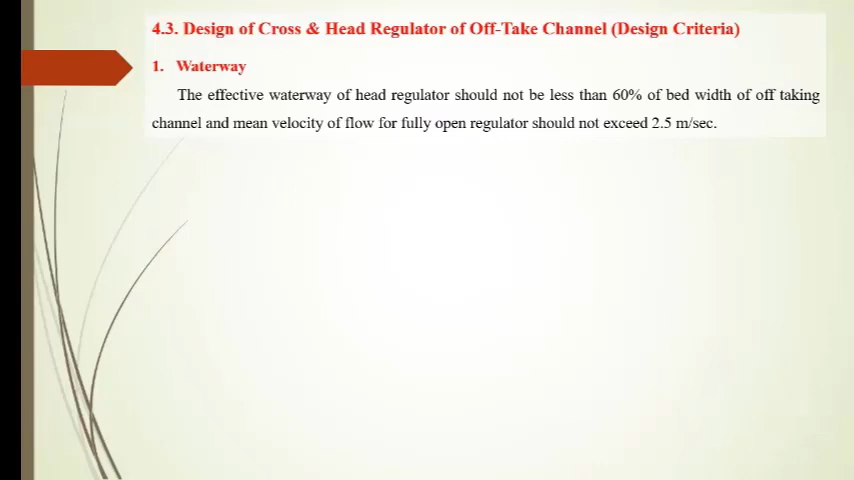 4.3. Design of Cross & Head Regulator of Off-Take Channel (Design Criteria)
1. Waterway
The effective waterway of head regulator should not be less than 60% of bed width of off taking
channel and mean velocity of flow for fully open regulator should not exceed 2.5 m/sec.